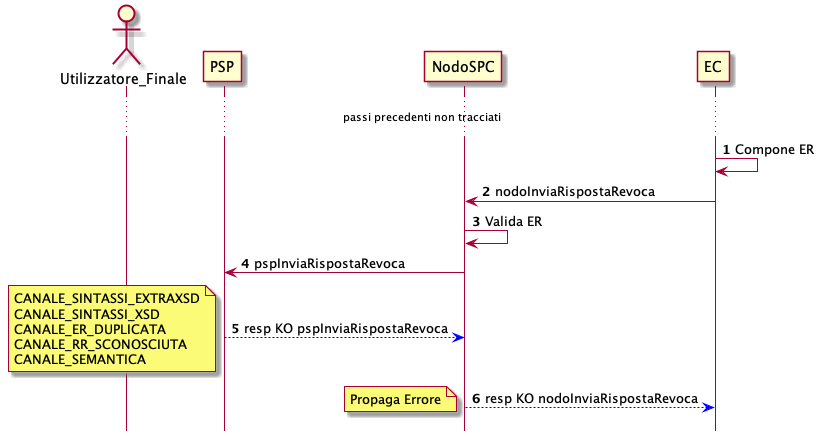 Utilizzatore_Finale
PSP
NodoSPC
EC
passi precedenti non tracciati
1 Compone ER
2 nodoInviaRispostaRevoca
3 Valida ER
4 pspInviaRispostaRevoca
CANALE_SINTASSI_EXTRAXSD
CANALE_SINTASSI_XSD
CANALE_ER_DUPLICATA
CANALE_RR_SCONOSCIUTA
CANALE_SEMANTICA
5 resp KO pspInviaRispostaRevoca
Propaga Errore
6 resp KO nodoInviaRispostaRevoca